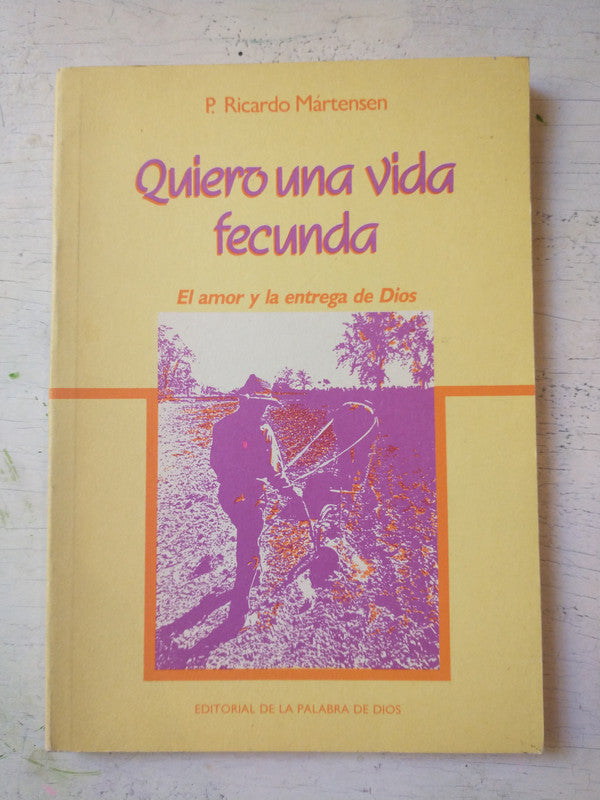 P. Ricardo Mártensen
Quiero una vida
fecunda
El amor y la entrega de Dios
EDITORIAL DE LA PALABRA DE DIOS